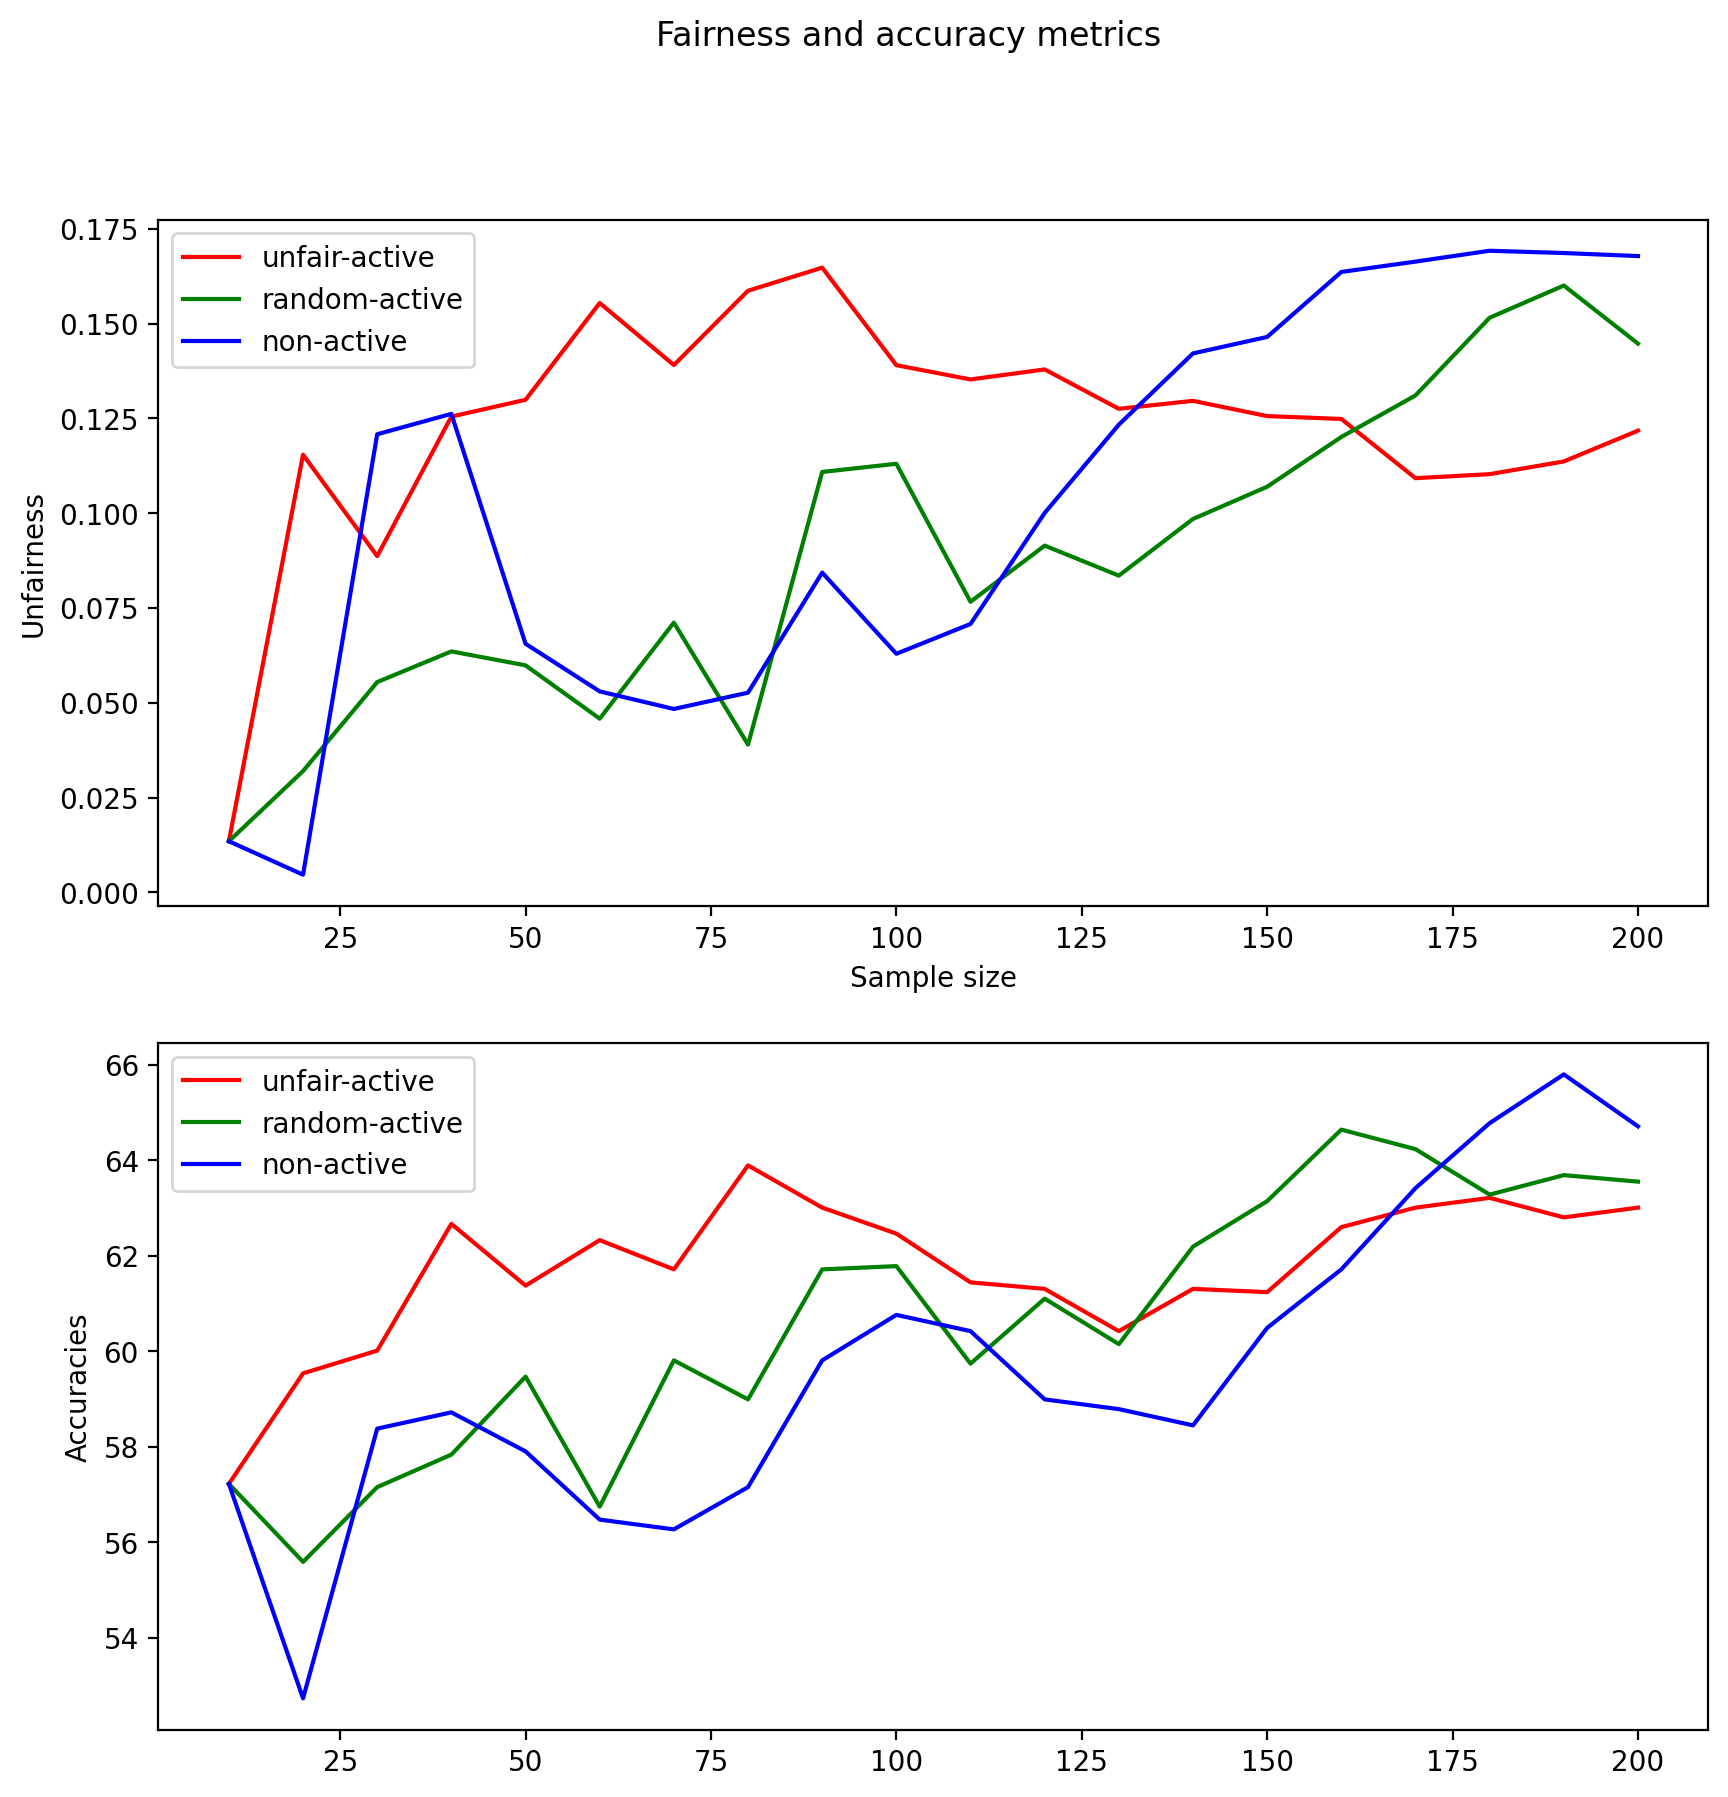 Fairness and accuracy metrics
0.175
0.150
0.125
0.100
0.075
0.050
0.025
0.000
Unfairness
unfair-active
random-active
non-active
25 50 75 100 125 150 175 200
Sample size
66
64
62
60
58
56
54
Accuracies
unfair-active
random-active
non-active
25 50 75 100 125 150 175 200